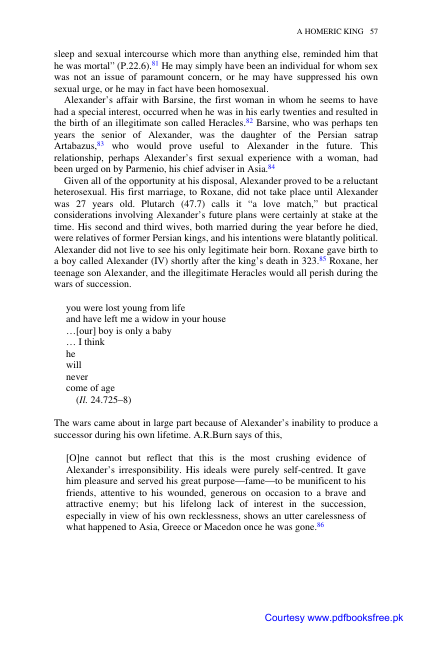 A HOMERIC KING 57
sleep and sexual intercourse which more than anything else, reminded him that
he was mortal” (P.22.6).81 He may simply have been an individual for whom sex
was not an issue of paramount concern, or he may have suppressed his own
sexual urge, or he may in fact have been homosexual.
Alexander’s affair with Barsine, the first woman in whom he seems to have
had a special interest, occurred when he was in his early twenties and resulted in
the birth of an illegitimate son called Heracles.82 Barsine, who was perhaps ten
years the senior of Alexander, was the daughter of the Persian satrap
Artabazus,83 who would prove useful to Alexander in the future. This
relationship, perhaps Alexander’s first sexual experience with a woman, had
been urged on by Parmenio, his chief adviser in Asia.84
Given all of the opportunity at his disposal, Alexander proved to be a reluctant
heterosexual. His first marriage, to Roxane, did not take place until Alexander
was 27 years old. Plutarch (47.7) calls it “a love match,” but practical
considerations involving Alexander’s future plans were certainly at stake at the
time. His second and third wives, both married during the year before he died,
were relatives of former Persian kings, and his intentions were blatantly political.
Alexander did not live to see his only legitimate heir born. Roxane gave birth to
a boy called Alexander (IV) shortly after the king’s death in 323.85 Roxane, her
teenage son Alexander, and the illegitimate Heracles would all perish during the
wars of succession.
you were lost young from life
and have left me a widow in your house
…[our] boy is only a baby
… I think
he
will
never
come of age
(Il. 24.725–8)
The wars came about in large part because of Alexander’s inability to produce a
successor during his own lifetime. A.R.Burn says of this,
[O]ne cannot but reflect that this is the most crushing evidence of
Alexander’s irresponsibility. His ideals were purely self-centred. It gave
him pleasure and served his great purpose—fame—to be munificent to his
friends, attentive to his wounded, generous on occasion to a brave and
attractive enemy; but his lifelong lack of interest in the succession,
especially in view of his own recklessness, shows an utter carelessness of
what happened to Asia, Greece or Macedon once he was gone.86
Courtesy www.pdfbooksfree.pk